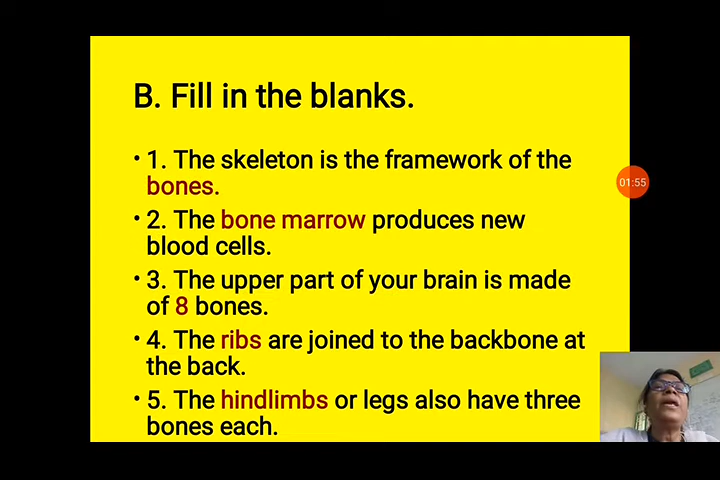 B. Fill in the blanks.
• 1. The skeleton is the framework of the
bones.
01:55
• 2. The bone marrow produces new
blood cells.
• 3. The upper part of your brain is made
of 8 bones.
• 4. The ribs are joined to the backbone at
the back.
• 5. The hindlimbs or legs also have three
bones each.